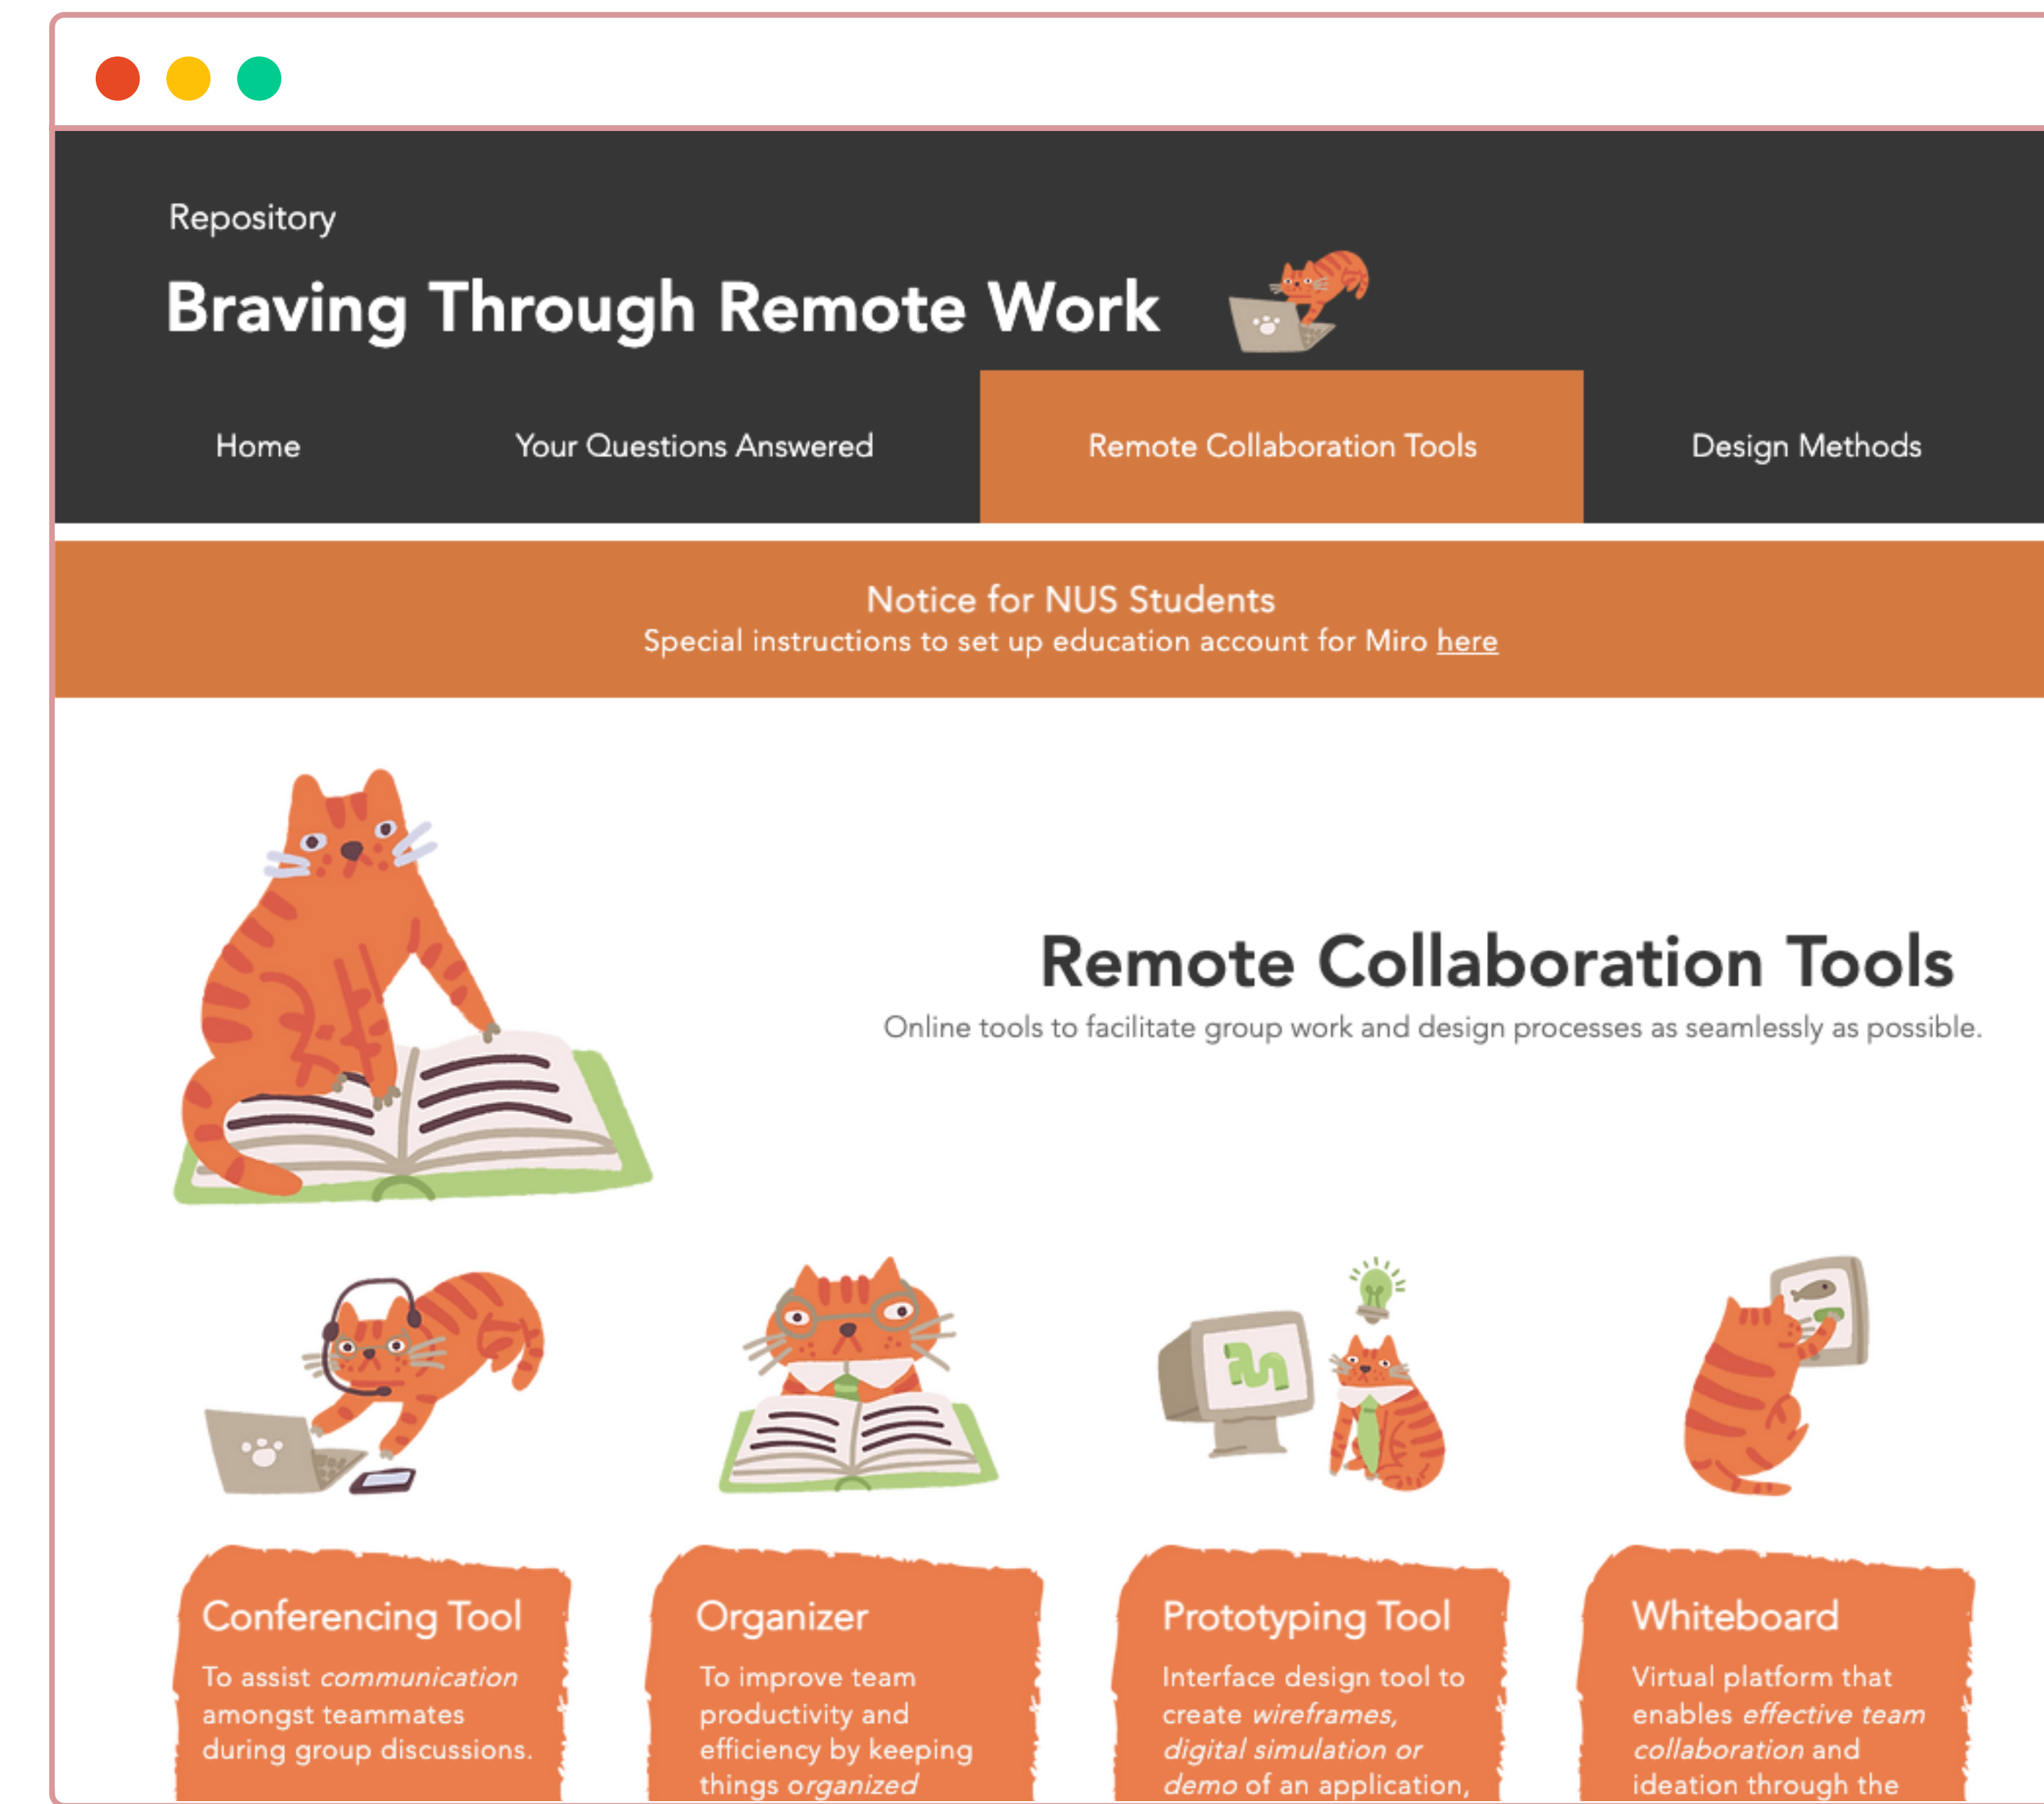 Repository
Braving Through Remote Work
Home
Your Questions Answered
Remote Collaboration Tools
Design Methods
Notice for NUS Students
Special instructions to set up education account for Miro here
Remote Collaboration Tools
Online tools to facilitate group work and design processes as seamlessly as possible.
Conferencing Tool
To assist communication
amongst teammates
during group discussions.
Organizer
To improve team
productivity and
efficiency by keeping
things organized
Prototyping Tool
Interface design tool to
create wireframes,
digital simulation or
demo of an application,
Whiteboard
Virtual platform that
enables effective team
collaboration and
ideation through the